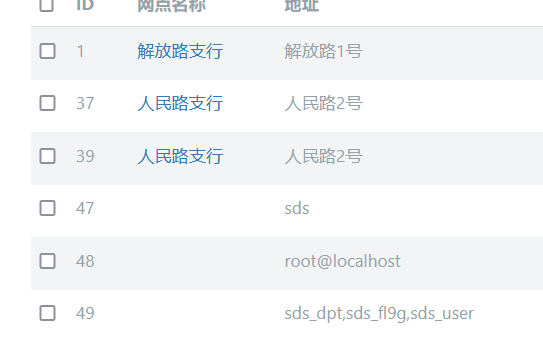 ID 网点名称 地址
1 解放路支行 解放路1号
37 人民路支行 人民路2号
39 人民路支行 人民路2号
47 sds
48 root@localhost
49 sds_dpt,sds_fl9g,sds_user